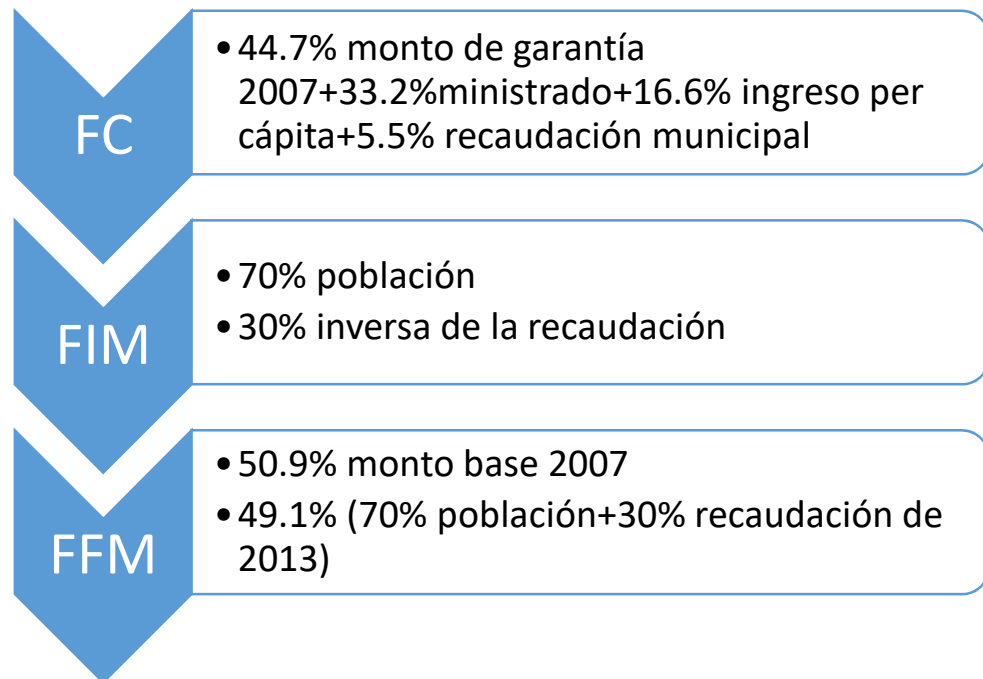 FC
•44.7% monto de garantía
2007+33.2%ministrado+16.6% ingreso per
cápita+5.5% recaudación municipal
FIM
•70% población
•30% inversa de la recaudación
FFM
•50.9% monto base 2007
•49.1% (70% población+30% recaudación de
2013)